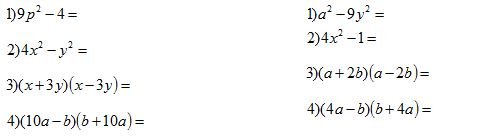 1)9p² – 4 =
2)4x² – y² =
3)(x+3y)(x–3y)=
4)(10a–b)(b+10a)=
1)a² –9y² =
2)4x² –1=
3)(a+2b)(a–2b)=
4)(4a–b)(b+4a)=